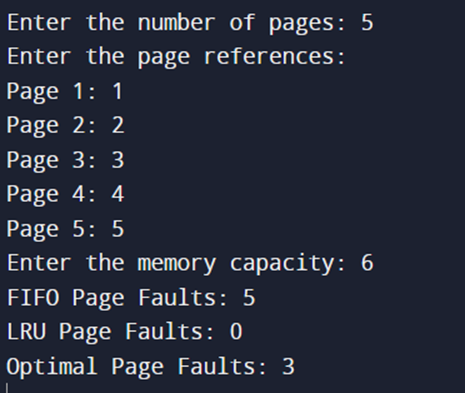 Enter the number of pages: 5
Enter the page references:
Page 1: 1
Page 2: 2
Page 3: 3
Page 4: 4
Page 5: 5
Enter the memory capacity: 6
FIFO Page Faults: 5
LRU Page Faults: 0
Optimal Page Faults: 3